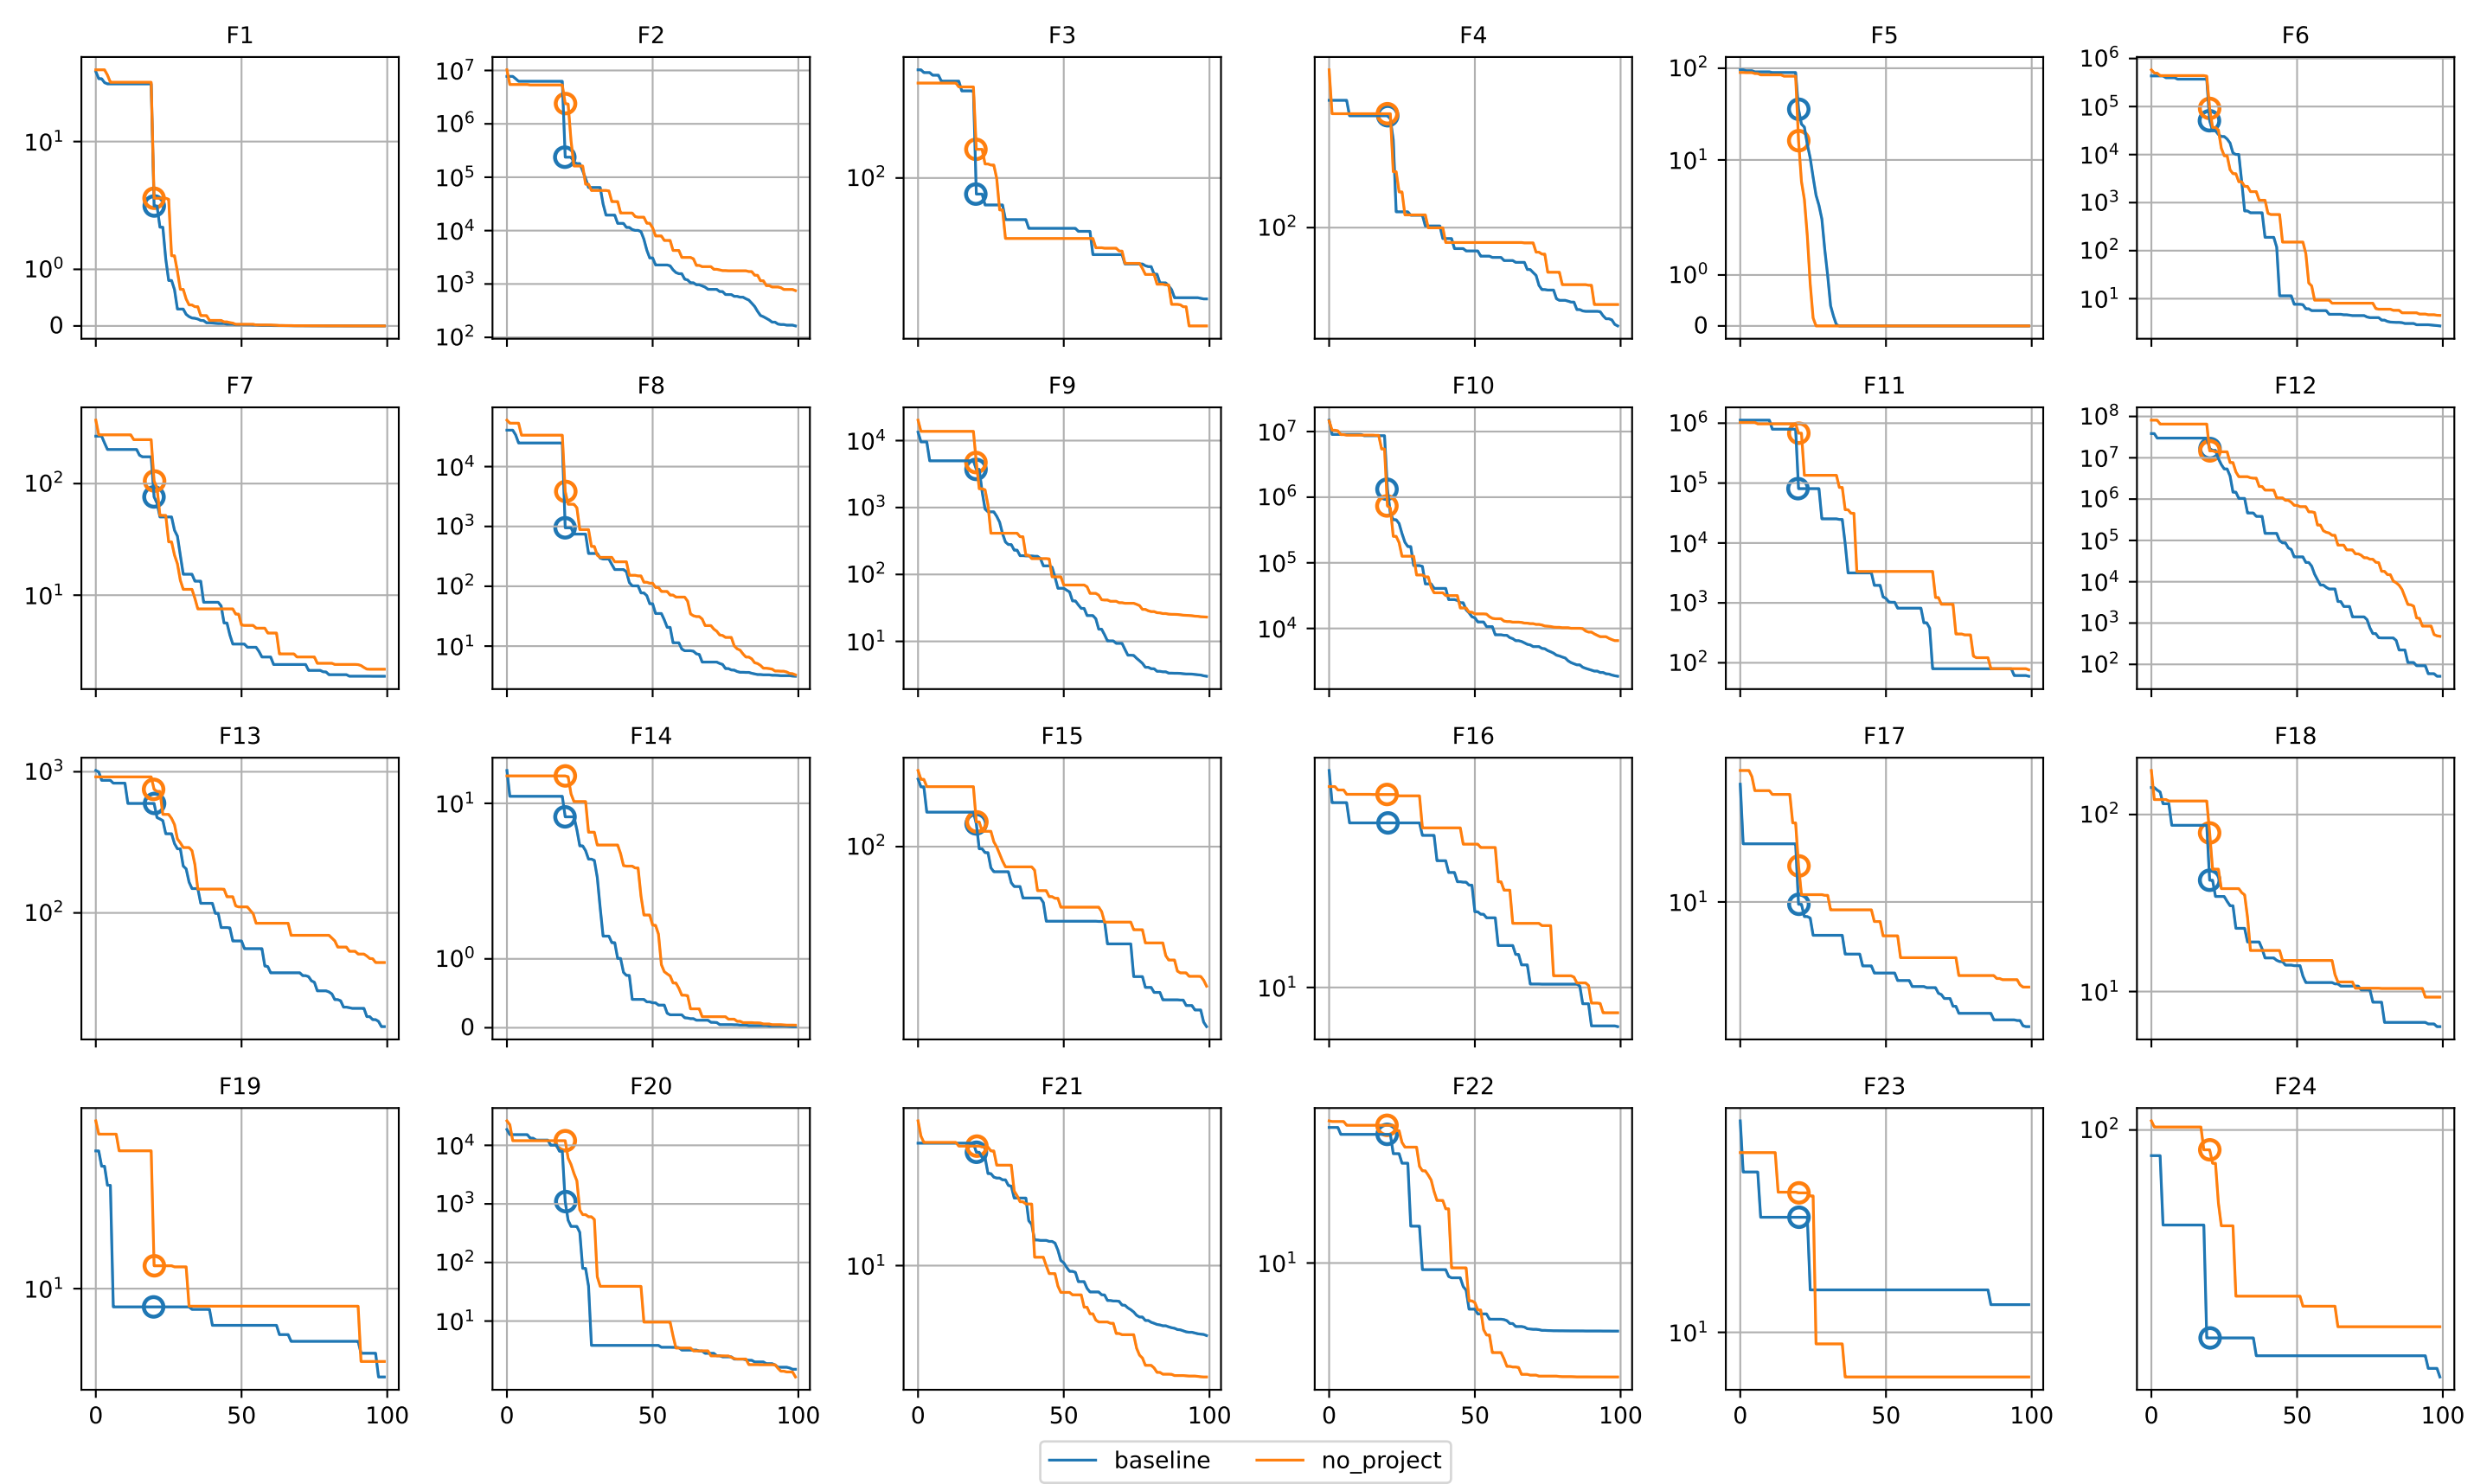 F1 F2 F3 F4 F5 F6
10¹ 10⁰ 0
10⁷ 10⁶ 10⁵ 10⁴ 10³ 10²
10²
10²
10² 10¹ 10⁰ 0
10⁶ 10⁵ 10⁴ 10³ 10² 10¹
F7 F8 F9 F10 F11 F12
10² 10¹
10⁴ 10³ 10² 10¹
10⁴ 10³ 10² 10¹
10⁷ 10⁶ 10⁵ 10⁴
10⁶ 10⁵ 10⁴ 10³ 10²
10⁸ 10⁷ 10⁶ 10⁵ 10⁴ 10³ 10²
F13 F14 F15 F16 F17 F18
10³ 10²
10¹ 10⁰ 0
10²
10¹
10¹
10² 10¹
F19 F20 F21 F22 F23 F24
10¹
10⁴ 10³ 10² 10¹
10¹
10¹
10¹
10²
0 50 100 0 50 100 0 50 100 0 50 100 0 50 100 0 50 100
baseline no_project